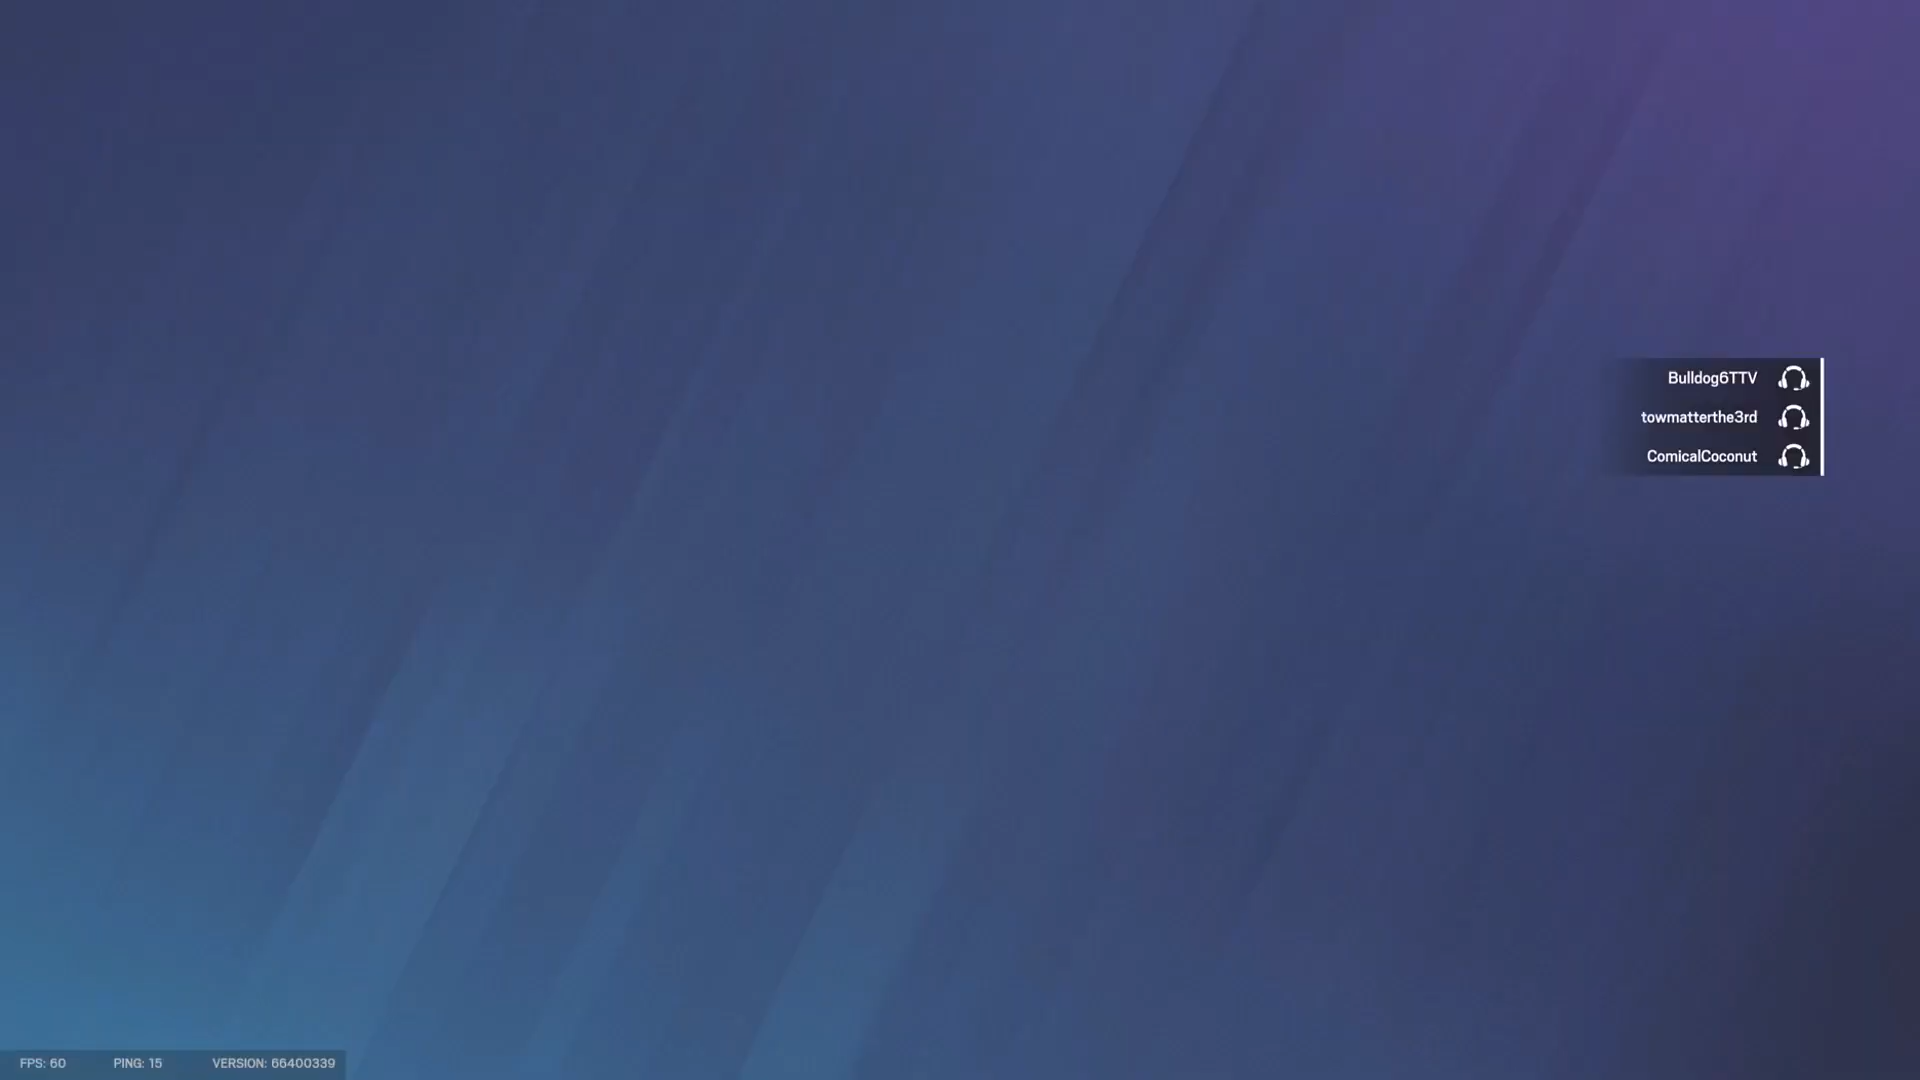 Bulldog6TTV
towmatterthe3rd
ComicalCoconut
FPS: 60 PING: 15 VERSION: 66400339